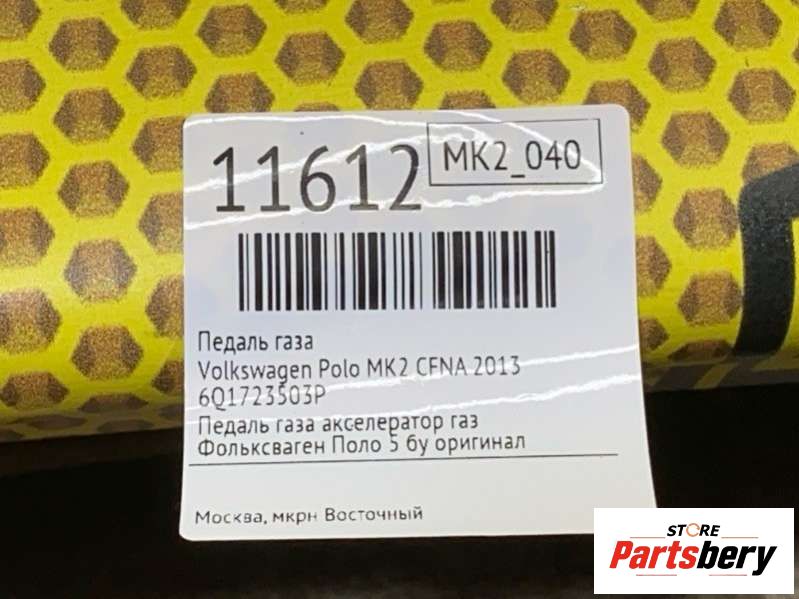 11612
MK2_040
Педаль газа
Volkswagen Polo MK2 CFNA 2013
6Q1723503P
Педаль газа акселератор газ
Фольксваген Поло 5 бу оригинал
Москва, мкрн Восточный
STORE
Partsbery